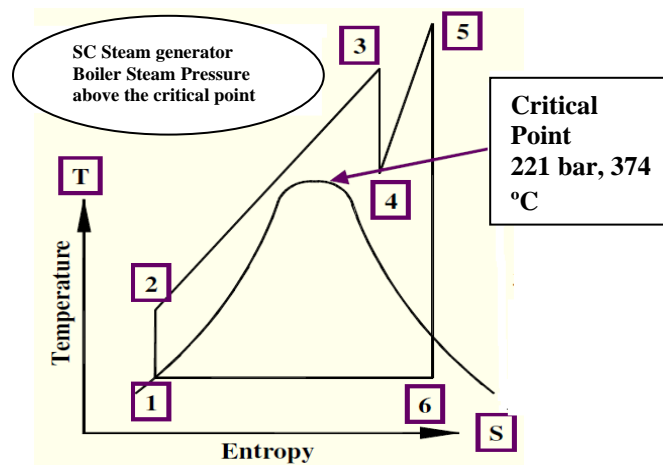 SC Steam generator
Boiler Steam Pressure
above the critical point
3
5
Critical
Point
221 bar, 374
ºC
T
4
2
Temperature
1
6
S
Entropy